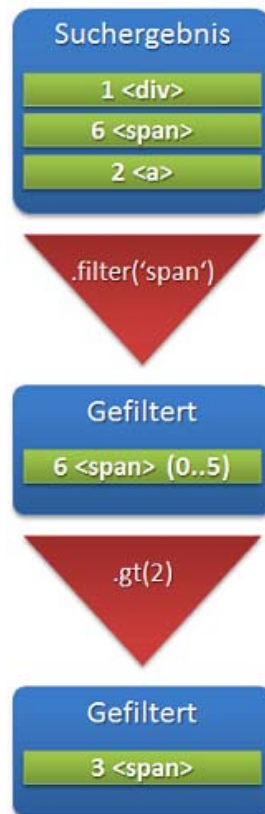 Suchergebnis
1 <div>
6 <span>
2 <a>
.filter(‘span‘)
Gefiltert
6 <span> (0..5)
.gt(2)
Gefiltert
3 <span>